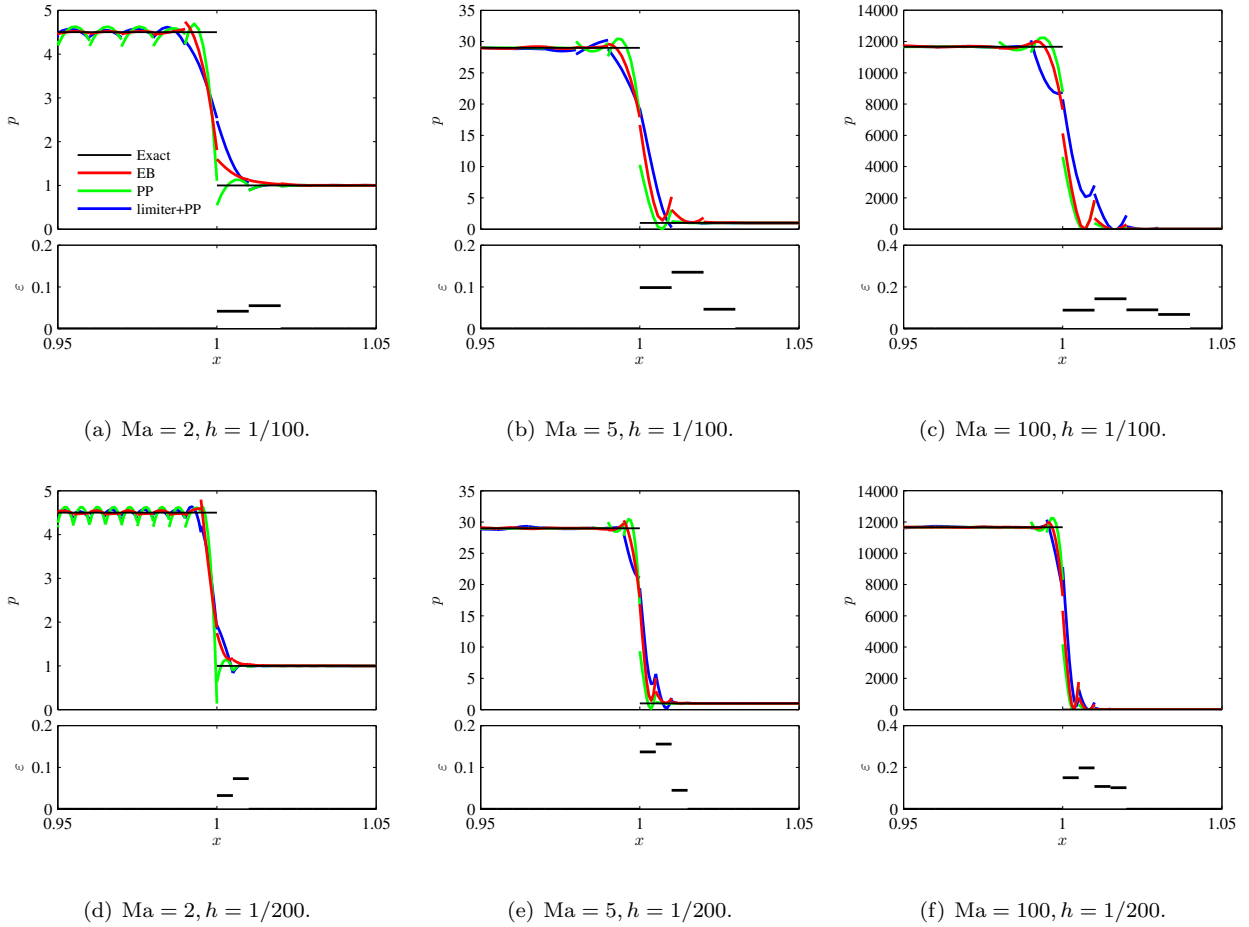 5
4
3
2
1
0
p
Exact
EB
PP
limiter+PP
0.2
0.1
0
ε
0.95
1
1.05
x
(a) Ma = 2, h = 1/100.
35
30
25
20
15
10
5
0
p
0.2
0.1
0
ε
0.95
1
1.05
x
(b) Ma = 5, h = 1/100.
14000
12000
10000
8000
6000
4000
2000
0
p
0.4
0.2
0
ε
0.95
1
1.05
x
(c) Ma = 100, h = 1/100.
5
4
3
2
1
0
p
0.2
0.1
0
ε
0.95
1
1.05
x
(d) Ma = 2, h = 1/200.
35
30
25
20
15
10
5
0
p
0.2
0.1
0
ε
0.95
1
1.05
x
(e) Ma = 5, h = 1/200.
14000
12000
10000
8000
6000
4000
2000
0
p
0.4
0.2
0
ε
0.95
1
1.05
x
(f) Ma = 100, h = 1/200.